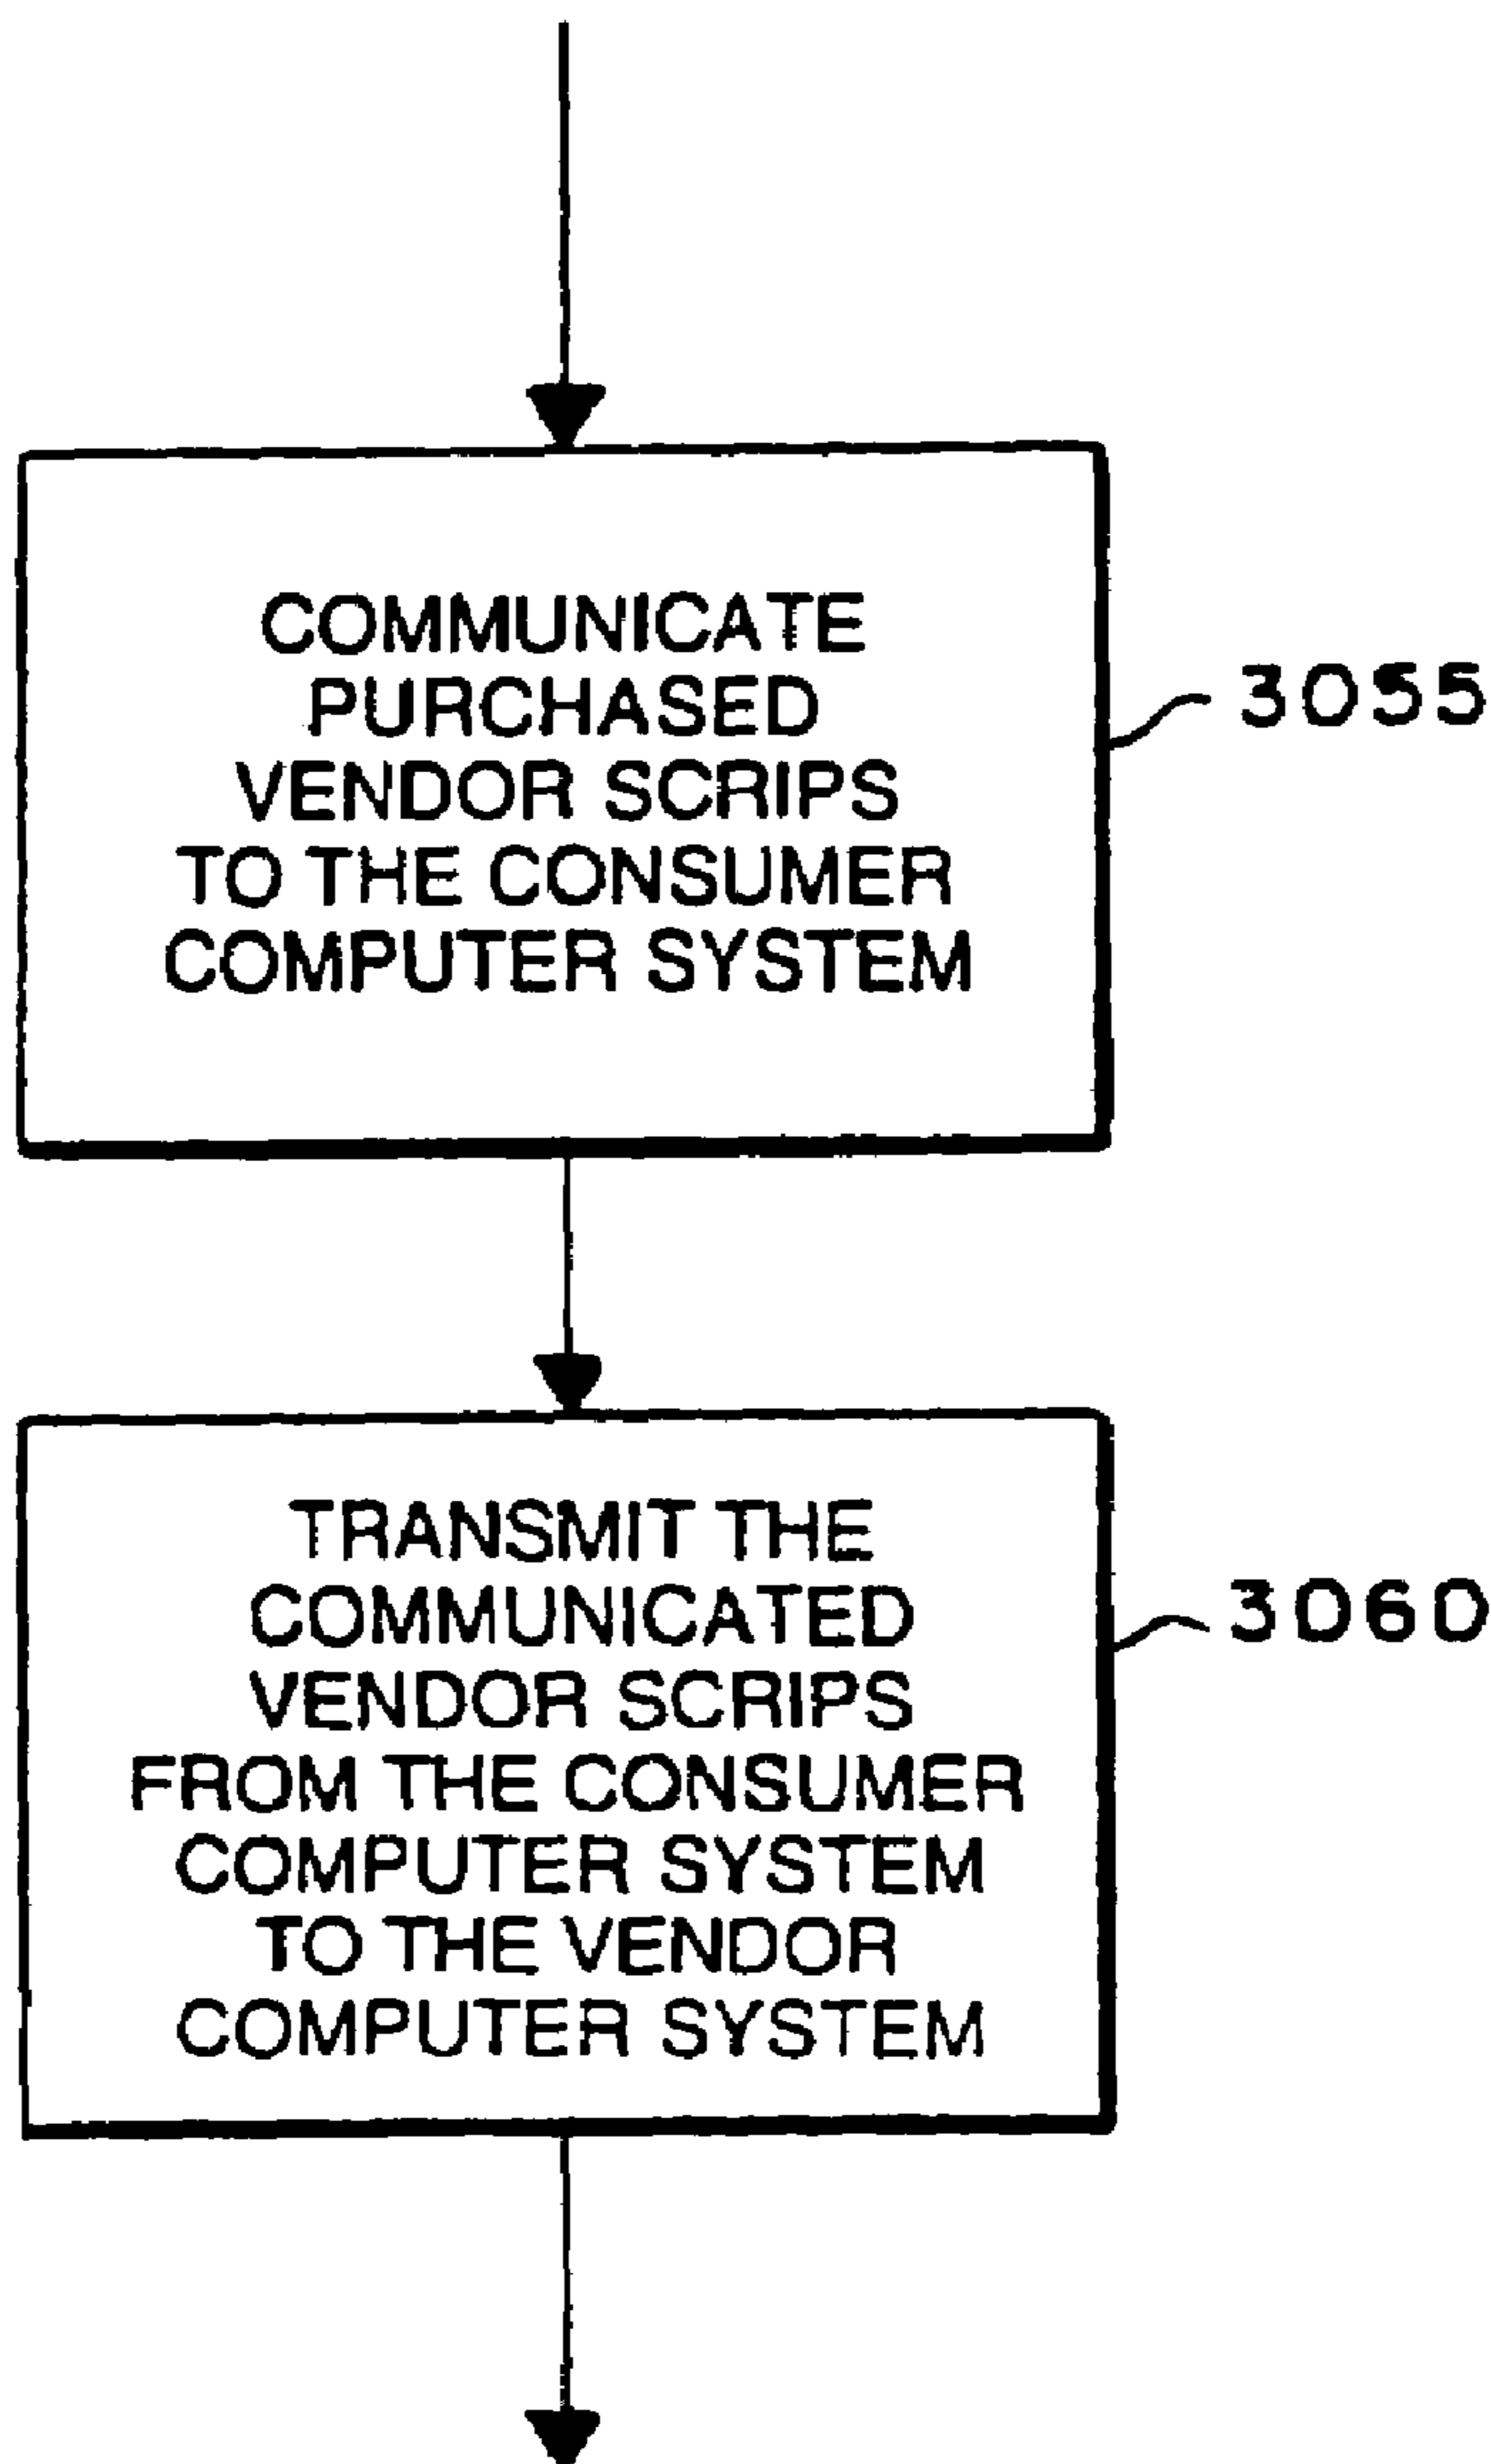 COMMUNICATE
PURCHASED
VENDOR SCRIPS
TO THE CONSUMER
COMPUTER SYSTEM
3055
TRANSMIT THE
COMMUNICATED
VENDOR SCRIPS
FROM THE CONSUMER
COMPUTER SYSTEM
TO THE VENDOR
COMPUTER SYSTEM
3060